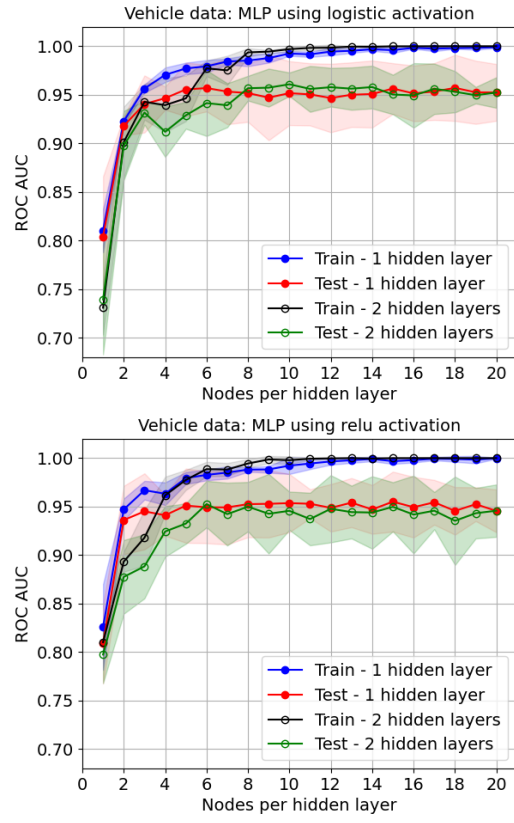 Vehicle data: MLP using logistic activation
1.00
0.95
0.90
0.85
0.80
0.75
0.70
ROC AUC
Train - 1 hidden layer
Test - 1 hidden layer
Train - 2 hidden layers
Test - 2 hidden layers
0 2 4 6 8 10 12 14 16 18 20
Nodes per hidden layer
Vehicle data: MLP using relu activation
1.00
0.95
0.90
0.85
0.80
0.75
0.70
ROC AUC
Train - 1 hidden layer
Test - 1 hidden layer
Train - 2 hidden layers
Test - 2 hidden layers
0 2 4 6 8 10 12 14 16 18 20
Nodes per hidden layer